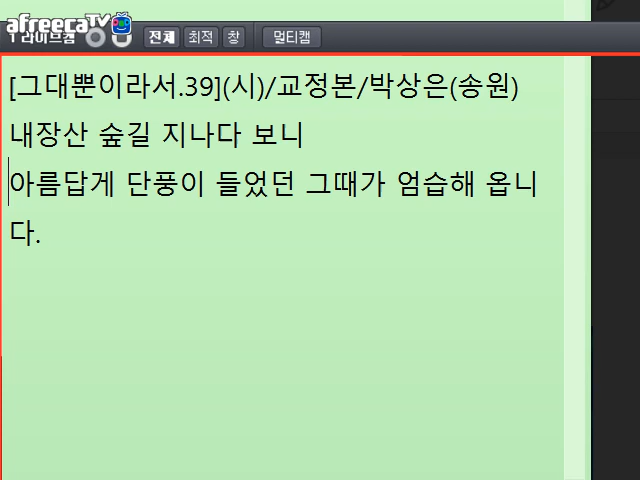 afreecaTV
1 라이브캠
전체 최적 창 멀티캠
[그대뿐이라서.39](시)/교정본/박상은(송원)
내장산 숲길 지나다 보니
아름답게 단풍이 들었던 그때가 엄습해 옵니
다.